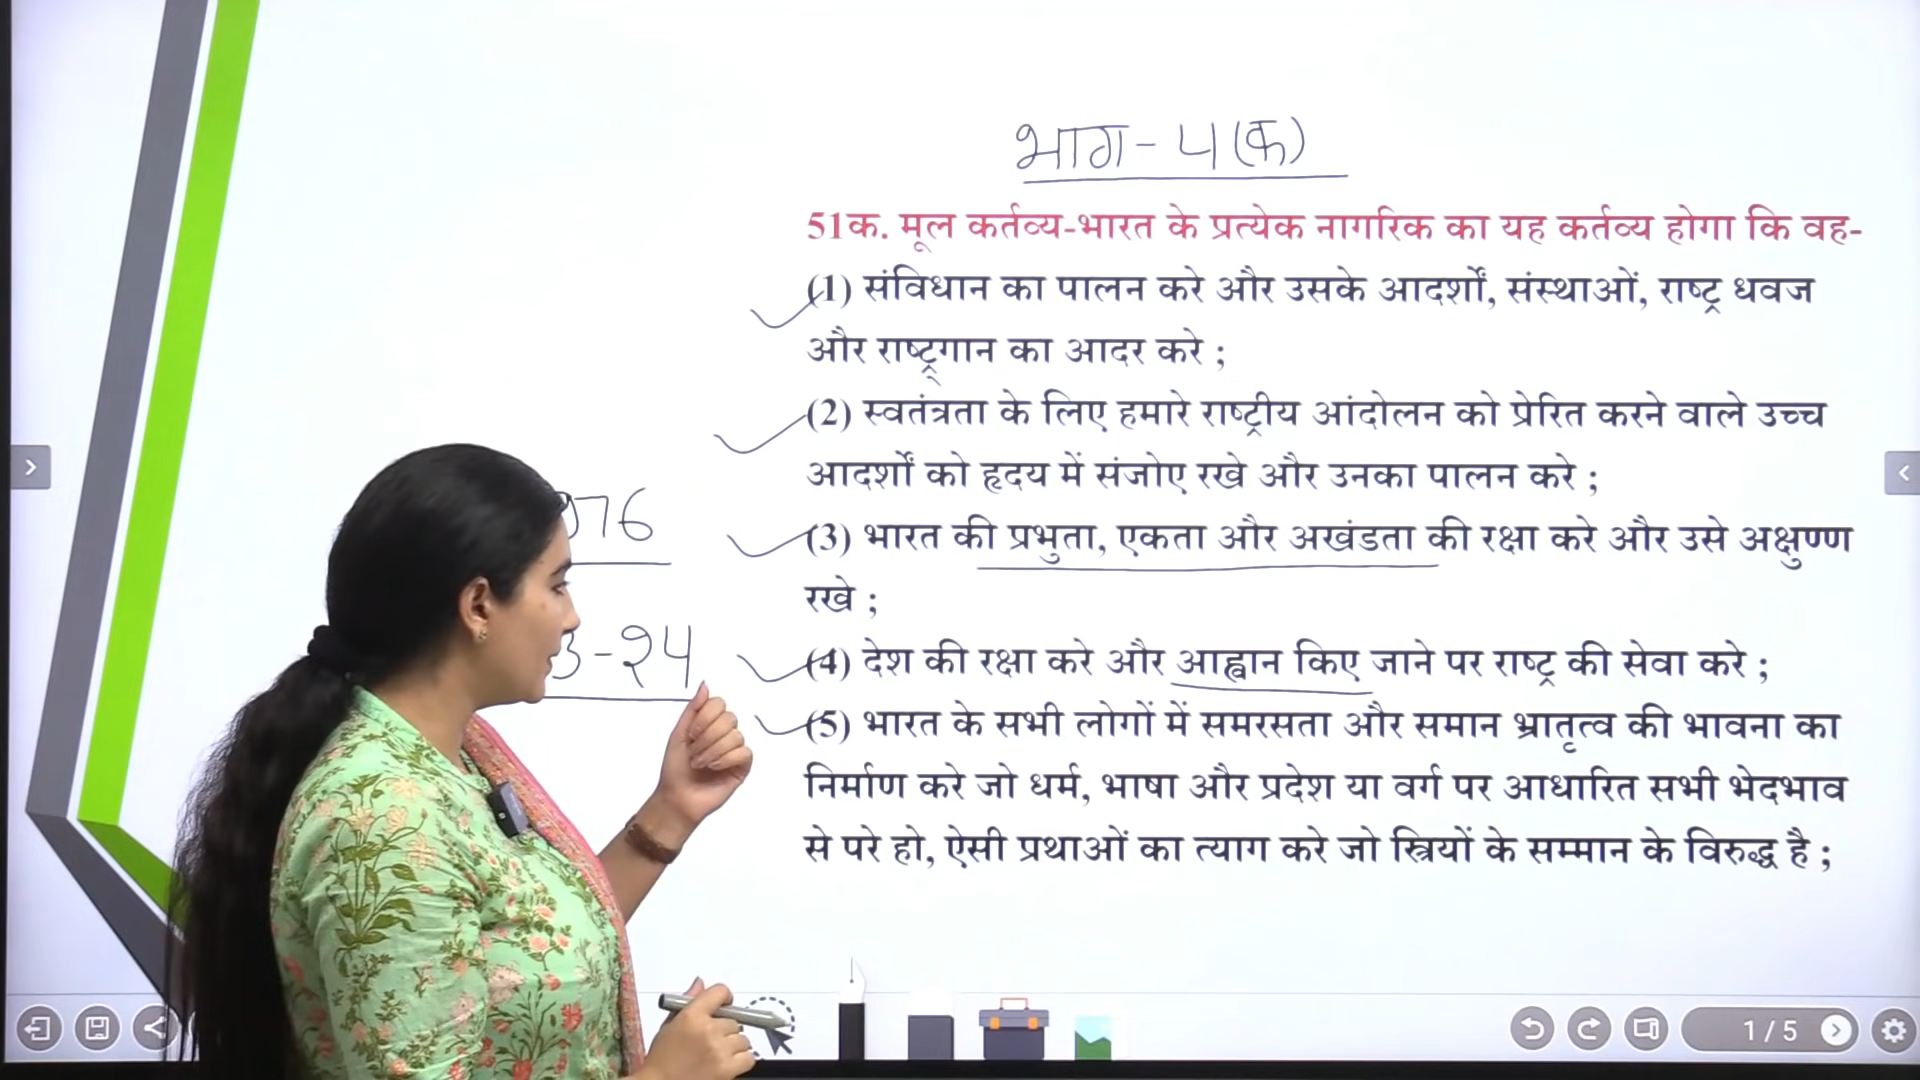 भाग - 4 (क)
51क. मूल कर्तव्य-भारत के प्रत्येक नागरिक का यह कर्तव्य होगा कि वह-
(1) संविधान का पालन करे और उसके आदर्शों, संस्थाओं, राष्ट्र धवज
और राष्ट्रगान का आदर करे ;
(2) स्वतंत्रता के लिए हमारे राष्ट्रीय आंदोलन को प्रेरित करने वाले उच्च
आदर्शों को हृदय में संजोए रखे और उनका पालन करे ;
976
(3) भारत की प्रभुता, एकता और अखंडता की रक्षा करे और उसे अक्षुण्ण
रखे ;
3-24
(4) देश की रक्षा करे और आह्वान किए जाने पर राष्ट्र की सेवा करे ;
(5) भारत के सभी लोगों में समरसता और समान भ्रातृत्व की भावना का
निर्माण करे जो धर्म, भाषा और प्रदेश या वर्ग पर आधारित सभी भेदभाव
से परे हो, ऐसी प्रथाओं का त्याग करे जो स्त्रियों के सम्मान के विरुद्ध है ;
1 / 5